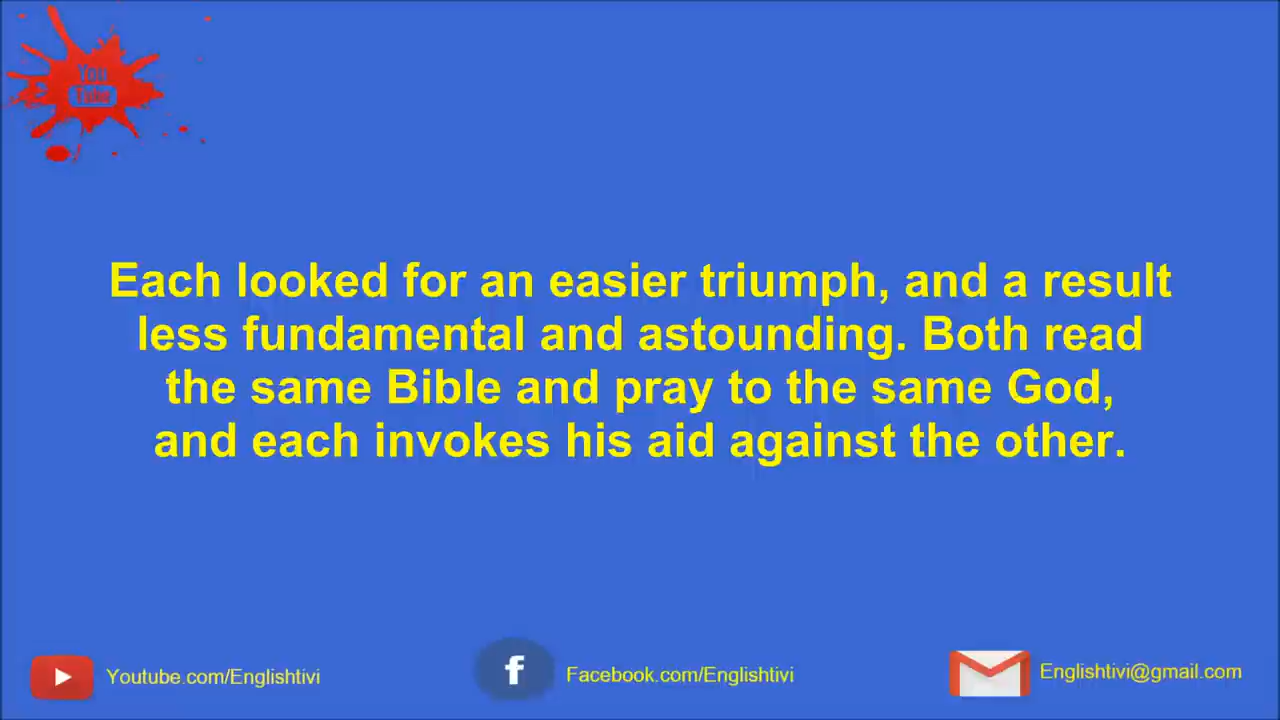 You
Tube
Each looked for an easier triumph, and a result
less fundamental and astounding. Both read
the same Bible and pray to the same God,
and each invokes his aid against the other.
Youtube.com/Englishtivi
f
Facebook.com/Englishtivi
Englishtivi@gmail.com